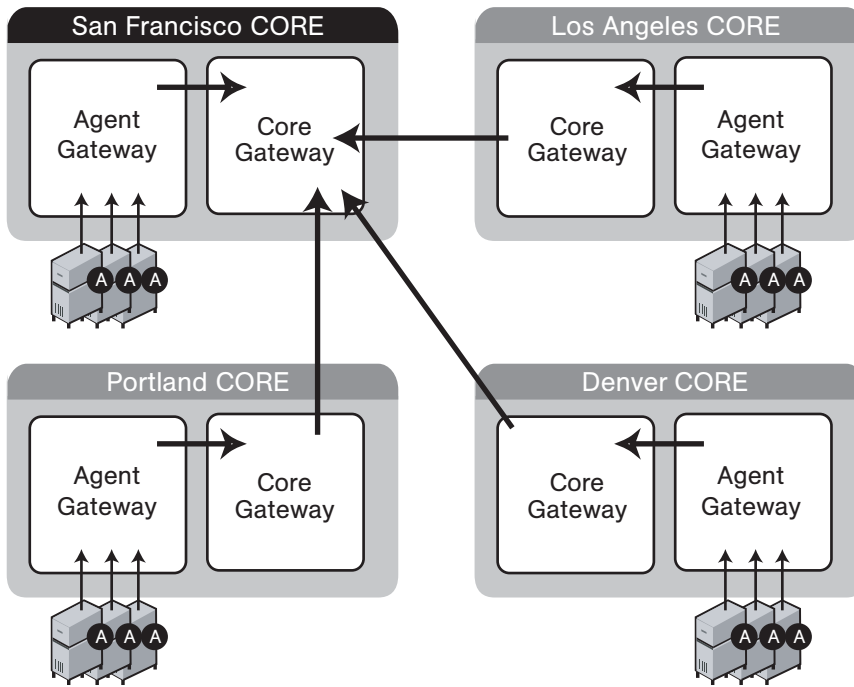 San Francisco CORE
Agent
Gateway
Core
Gateway
A A A
Los Angeles CORE
Core
Gateway
Agent
Gateway
A A A
Portland CORE
Agent
Gateway
Core
Gateway
A A A
Denver CORE
Core
Gateway
Agent
Gateway
A A A